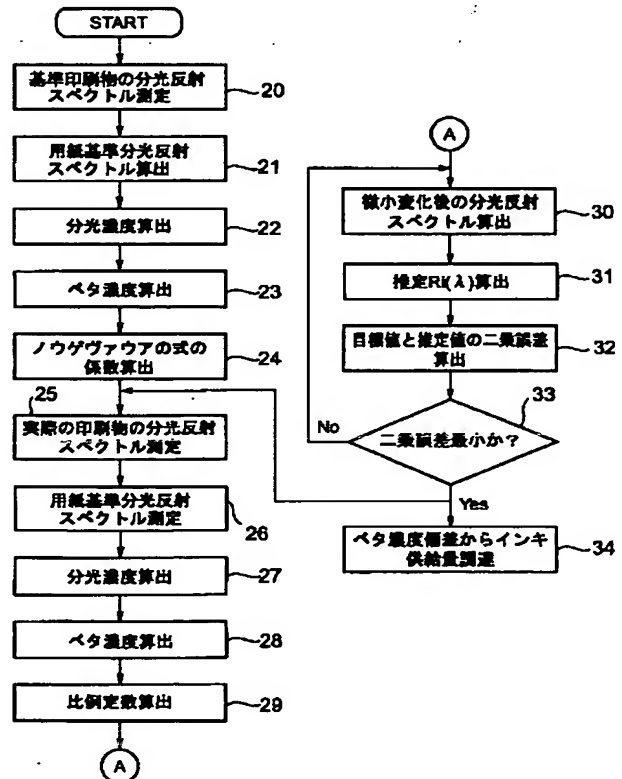 START
基準印刷物の分光反射
スペクトル測定
20
用紙基準分光反射
スペクトル算出
21
分光濃度算出
22
ベタ濃度算出
23
ノウゲヴァウアの式の
係数算出
24
25
実際の印刷物の分光反射
スペクトル測定
用紙基準分光反射
スペクトル測定
26
分光濃度算出
27
ベタ濃度算出
28
比例定数算出
29
A
A
微小変化後の分光反射
スペクトル算出
30
推定Ri(λ)算出
31
目標値と推定値の二乗誤差
算出
32
33
二乗誤差最小か?
No
Yes
ベタ濃度偏差からインキ
供給量調整
34